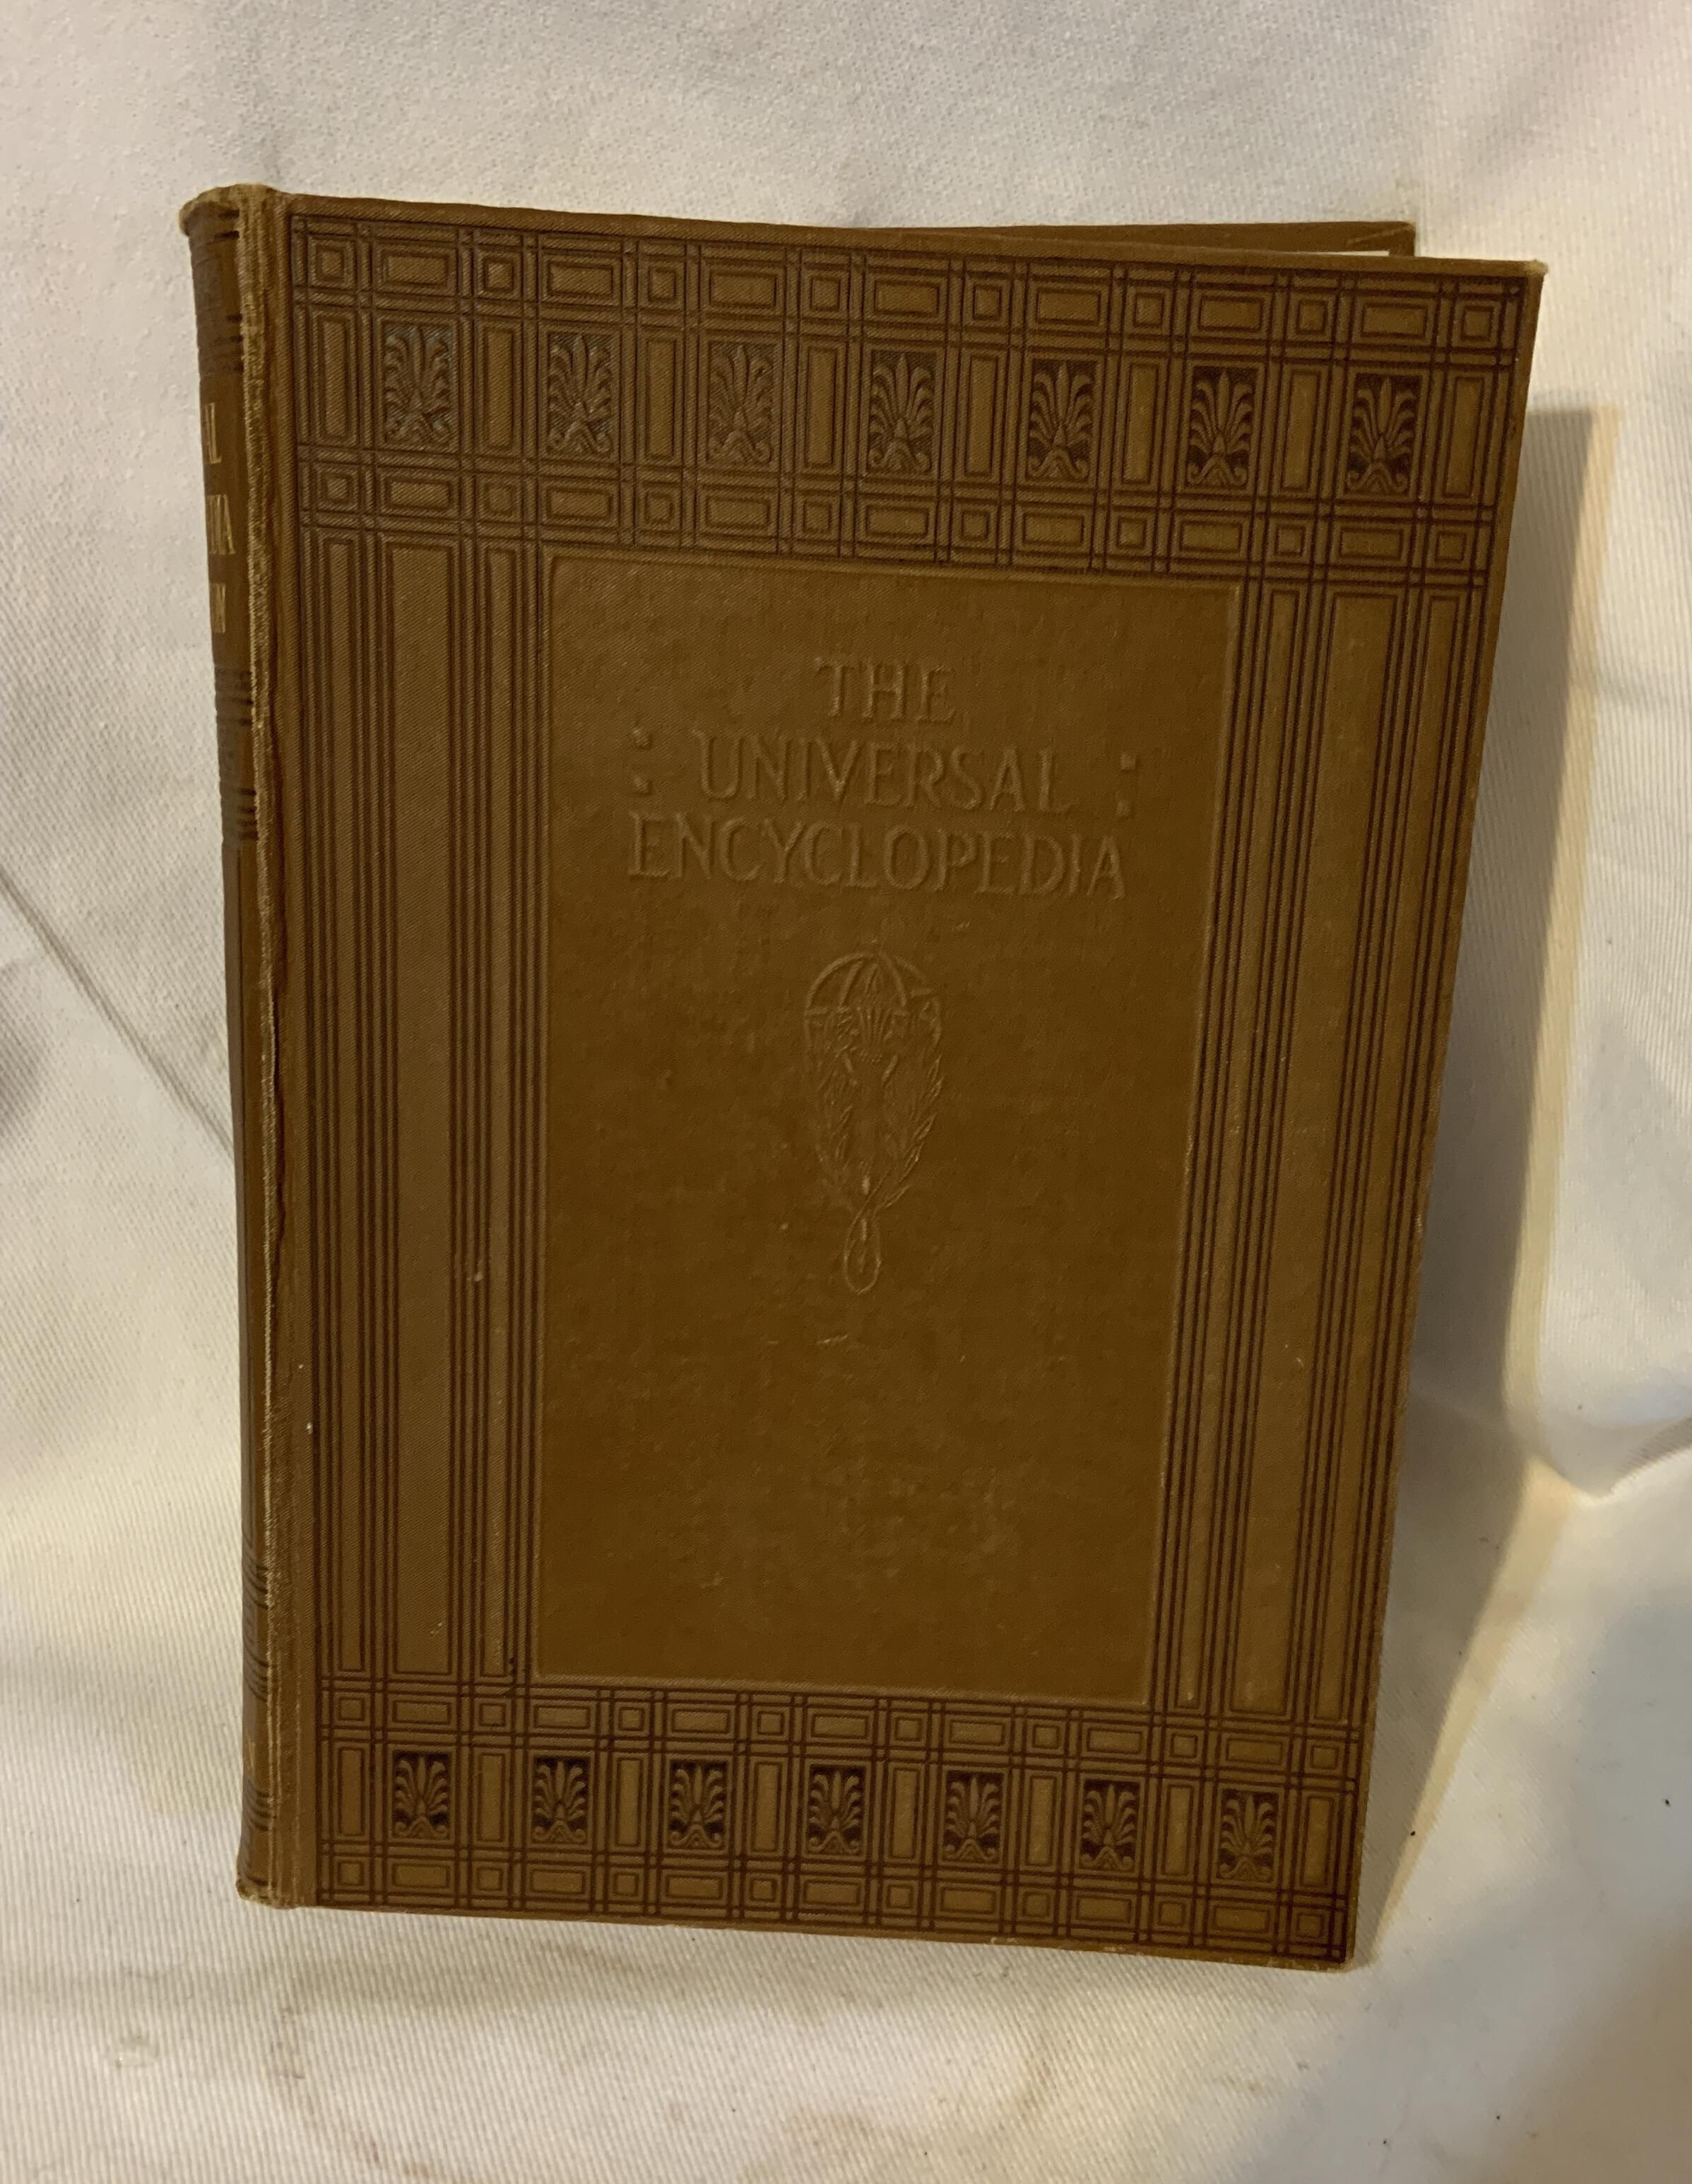 THE
: UNIVERSAL :
ENCYCLOPEDIA